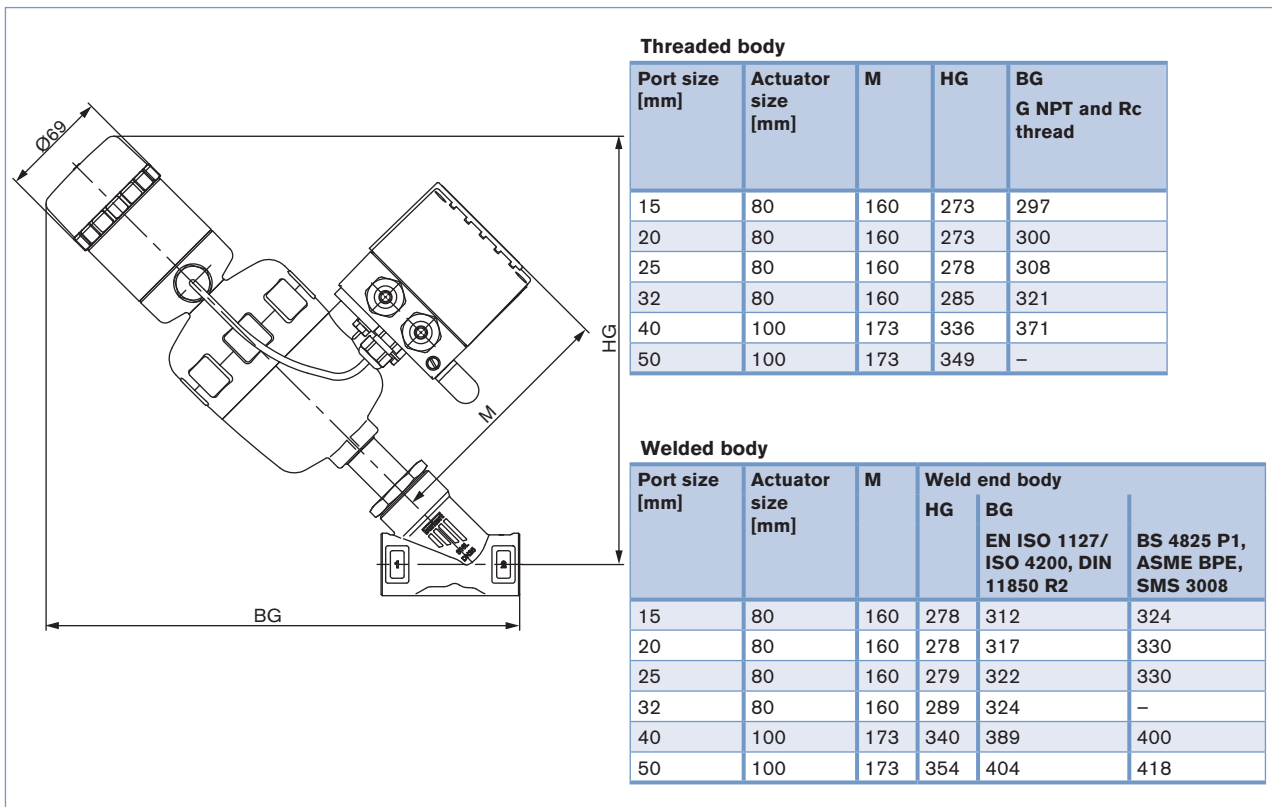 Ø69
HG
M
BG
1
2
Threaded body
Port size [mm] Actuator size [mm] M HG BG G NPT and Rc thread
15 80 160 273 297
20 80 160 273 300
25 80 160 278 308
32 80 160 285 321
40 100 173 336 371
50 100 173 349 –
Welded body
Port size [mm] Actuator size [mm] M Weld end body
HG BG
EN ISO 1127/ ISO 4200, DIN 11850 R2 BS 4825 P1, ASME BPE, SMS 3008
15 80 160 278 312 324
20 80 160 278 317 330
25 80 160 279 322 330
32 80 160 289 324 –
40 100 173 340 389 400
50 100 173 354 404 418